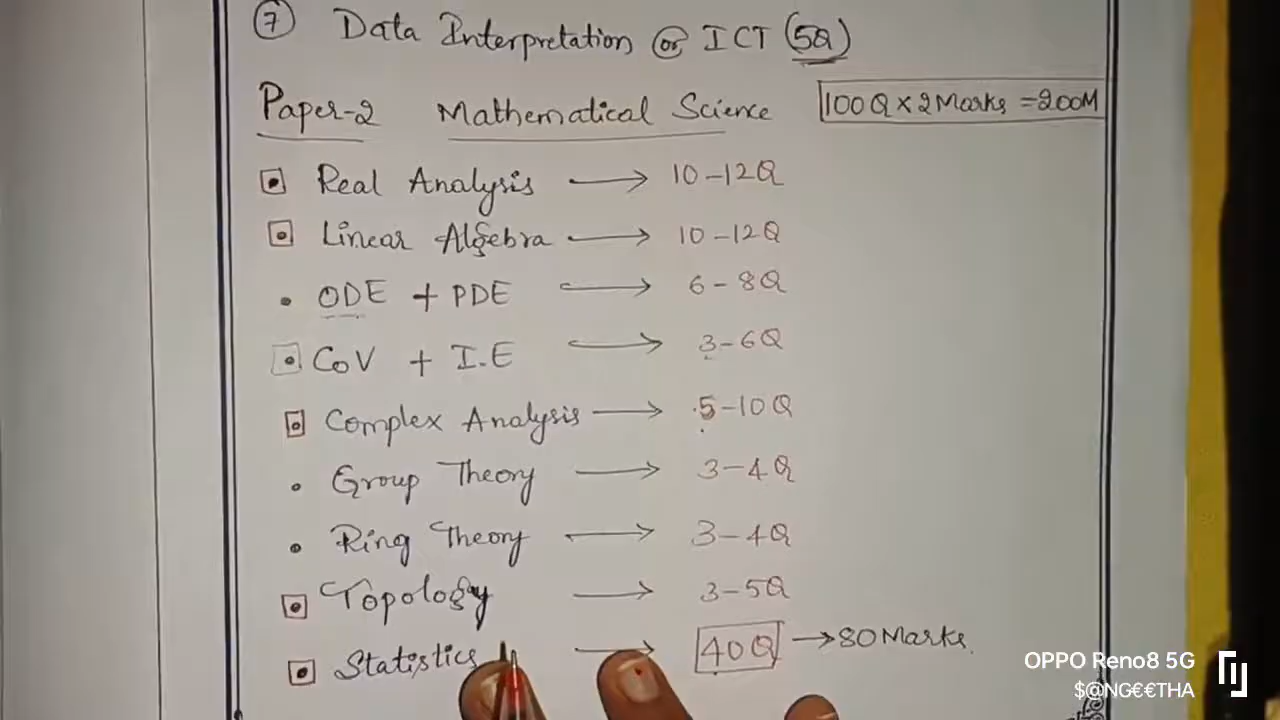 ⑦ Data Interpretation or ICT (5Q)
Paper-2 Mathematical Science 100Q × 2 Marks = 200M
Real Analysis → 10-12Q
Linear Algebra → 10-12Q
• ODE + PDE → 6-8Q
CoV + I.E → 3-6Q
Complex Analysis → 5-10Q
• Group Theory → 3-4Q
• Ring Theory → 3-4Q
Topology → 3-5Q
Statistics → 40Q → 80 Marks
OPPO Reno8 5G
$@NG€€THA